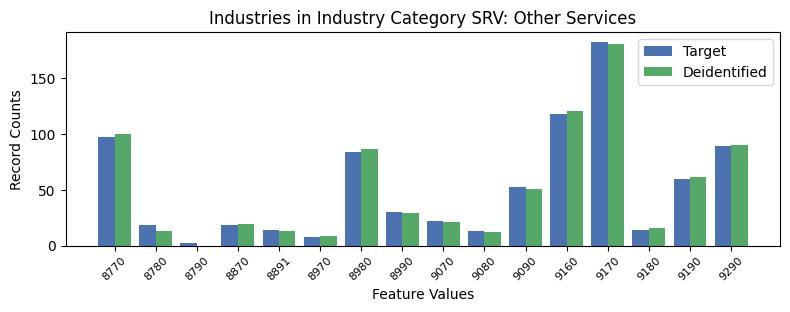 Industries in Industry Category SRV: Other Services
Target
Deidentified
Record Counts
150
100
50
0
8770 8780 8790 8870 8891 8970 8980 8990 9070 9080 9090 9160 9170 9180 9190 9290
Feature Values